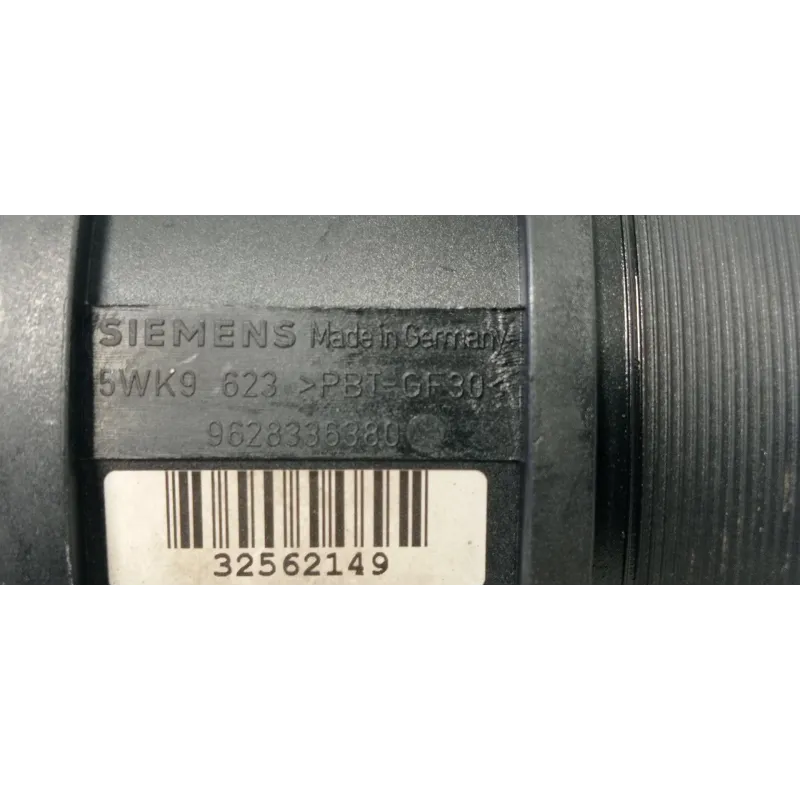 SIEMENS Made in Germany
5WK9 623 >PBT-GF30<
9628336380
32562149